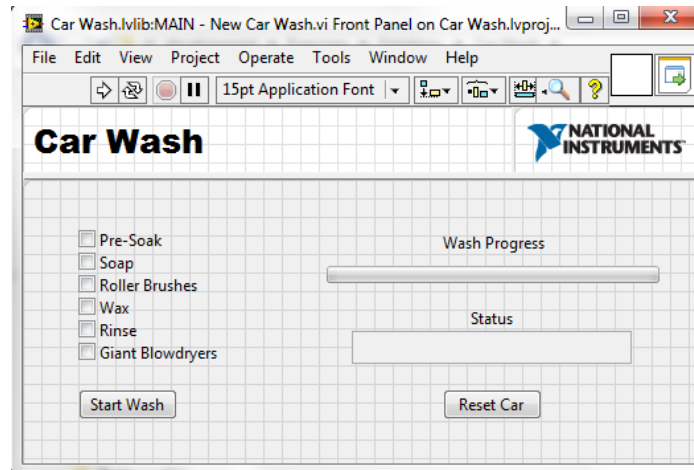 Car Wash.lvlib:MAIN - New Car Wash.vi Front Panel on Car Wash.lvproj...
File Edit View Project Operate Tools Window Help
15pt Application Font
Car Wash
NATIONAL
INSTRUMENTS
Pre-Soak
Soap
Roller Brushes
Wax
Rinse
Giant Blowdryers
Start Wash
Wash Progress
Status
Reset Car